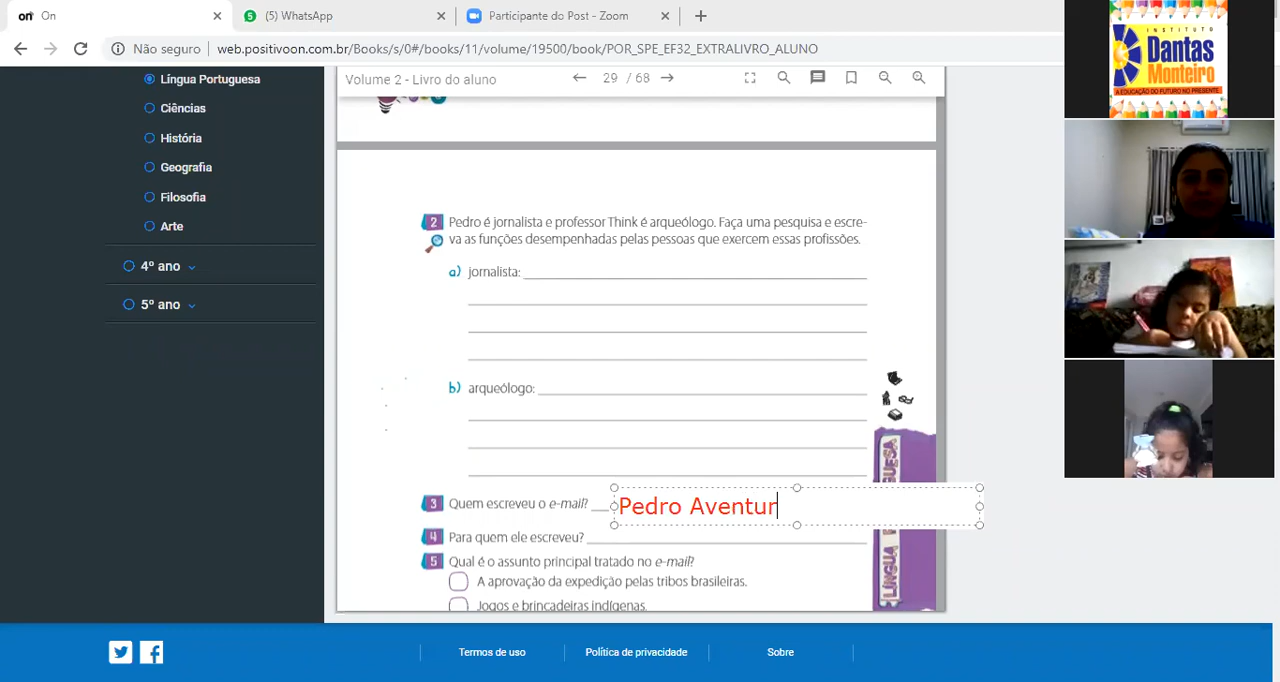 On
(5) WhatsApp
Participante do Post - Zoom
Não seguro
web.positivoon.com.br/Books/s/0#/books/11/volume/19500/book/POR_SPE_EF32_EXTRALIVRO_ALUNO
Língua Portuguesa
Ciências
História
Geografia
Filosofia
Arte
4º ano
5º ano
Volume 2 - Livro do aluno
29 / 68
2 Pedro é jornalista e professor Think é arqueólogo. Faça uma pesquisa e escre-
va as funções desempenhadas pelas pessoas que exercem essas profissões.
a) jornalista:
b) arqueólogo:
3 Quem escreveu o e-mail? Pedro Aventur
4 Para quem ele escreveu?
5 Qual é o assunto principal tratado no e-mail?
A aprovação da expedição pelas tribos brasileiras.
Jogos e brincadeiras indígenas.
LÍNGUA
GUESA
Termos de uso
Política de privacidade
Sobre
INSTITUTO
Dantas
Monteiro
A EDUCAÇÃO DO FUTURO NO PRESENTE